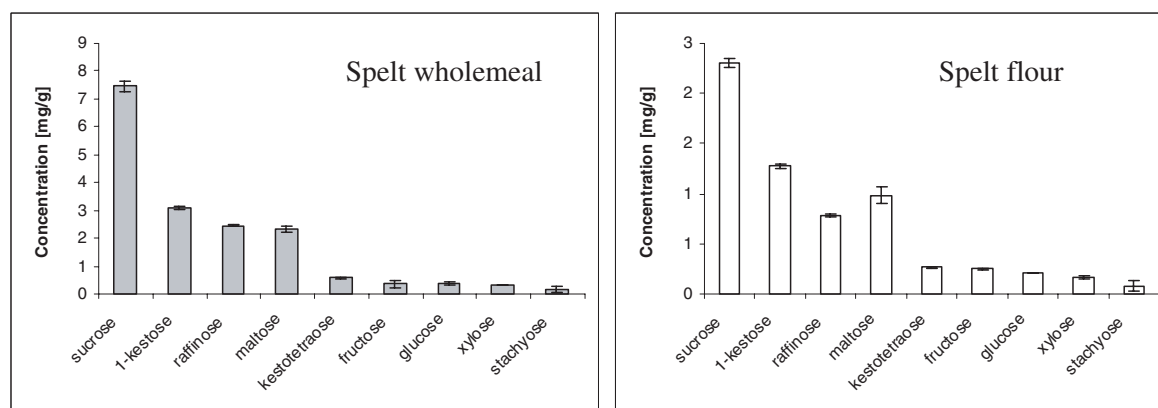 Spelt wholemeal
Concentration [mg/g]
9
8
7
6
5
4
3
2
1
0
sucrose
1-kestose
raffinose
maltose
kestotetraose
fructose
glucose
xylose
stachyose
Spelt flour
Concentration [mg/g]
3
2
2
1
1
0
sucrose
1-kestose
raffinose
maltose
kestotetraose
fructose
glucose
xylose
stachyose